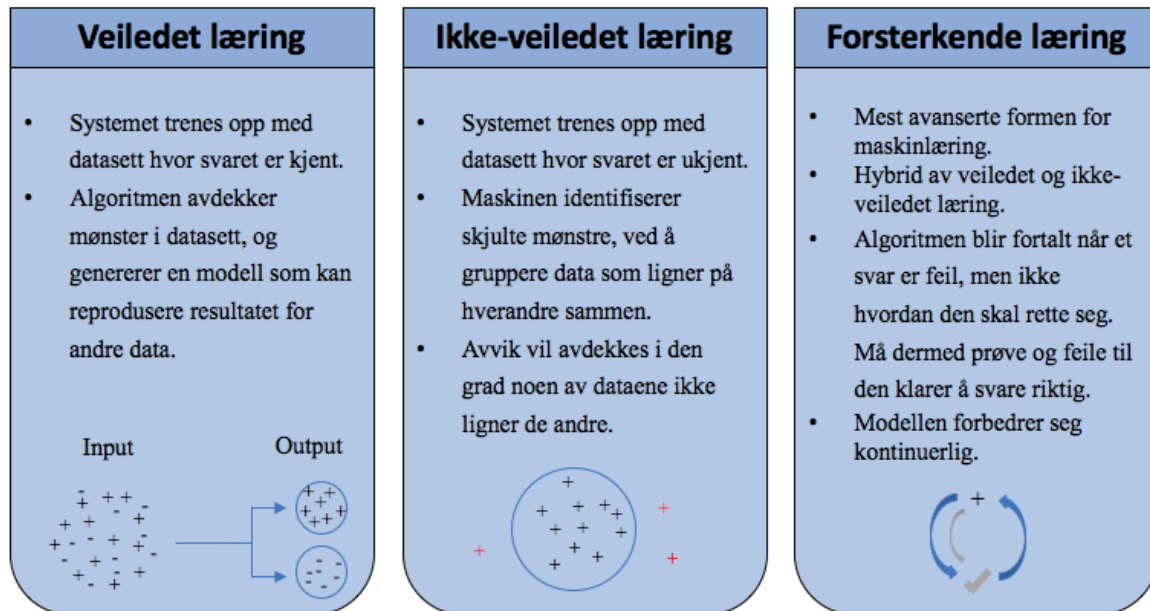 Veiledet læring
• Systemet trenes opp med
datasett hvor svaret er kjent.
• Algoritmen avdekker
mønster i datasett, og
genererer en modell som kan
reprodusere resultatet for
andre data.
Input Output
Ikke-veiledet læring
• Systemet trenes opp med
datasett hvor svaret er ukjent.
• Maskinen identifiserer
skjulte mønstre, ved å
gruppere data som ligner på
hverandre sammen.
• Avvik vil avdekkes i den
grad noen av dataene ikke
ligner de andre.
Forsterkende læring
• Mest avanserte formen for
maskinlæring.
• Hybrid av veiledet og ikke-
veiledet læring.
• Algoritmen blir fortalt når et
svar er feil, men ikke
hvordan den skal rette seg.
Må dermed prøve og feile til
den klarer å svare riktig.
• Modellen forbedrer seg
kontinuerlig.